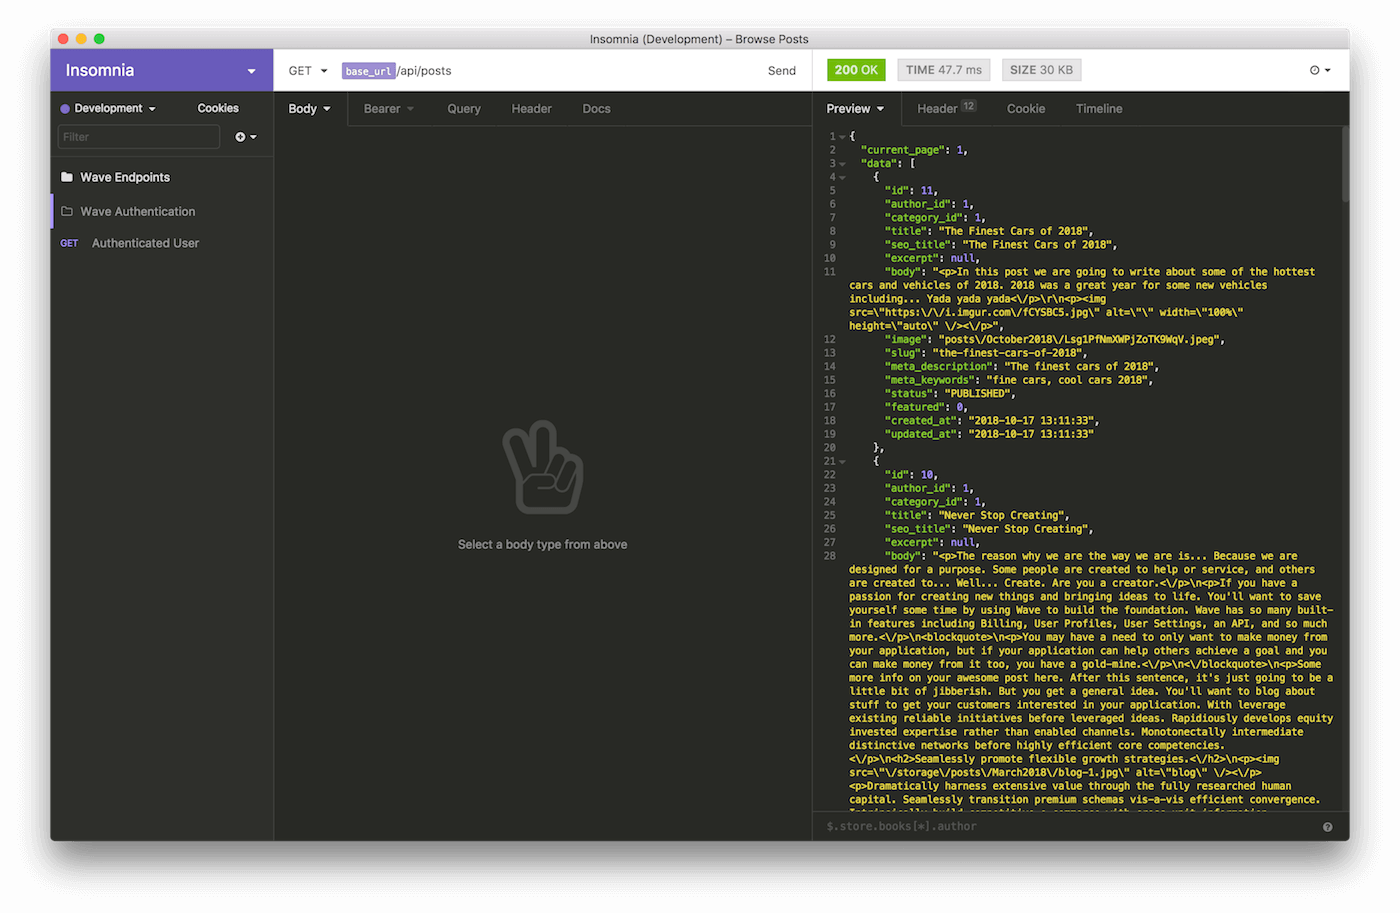 Insomnia (Development) – Browse Posts
Insomnia
GET base_url/api/posts Send
200 OK TIME 47.7 ms SIZE 30 KB
Development Cookies
Filter
Wave Endpoints
Wave Authentication
GET Authenticated User
Body Bearer Query Header Docs
Select a body type from above
Preview Header 12 Cookie Timeline
1 {
2 "current_page": 1,
3 "data": [
4 {
5 "id": 11,
6 "author_id": 1,
7 "category_id": 1,
8 "title": "The Finest Cars of 2018",
9 "seo_title": "The Finest Cars of 2018",
10 "excerpt": null,
11 "body": "<p>In this post we are going to write about some of the hottest
cars and vehicles of 2018. 2018 was a great year for some new vehicles
including... Yada yada yada<\/p>\r\n<p><img
src=\"https:\/\/i.imgur.com\/fCYSBC5.jpg\" alt=\"\" width=\"100%\"
height=\"auto\" \/><\/p>",
12 "image": "posts\/October2018\/Lsg1PfNmXWPjZoTK9WqV.jpeg",
13 "slug": "the-finest-cars-of-2018",
14 "meta_description": "The finest cars of 2018",
15 "meta_keywords": "fine cars, cool cars 2018",
16 "status": "PUBLISHED",
17 "featured": 0,
18 "created_at": "2018-10-17 13:11:33",
19 "updated_at": "2018-10-17 13:11:33"
20 },
21 {
22 "id": 10,
23 "author_id": 1,
24 "category_id": 1,
25 "title": "Never Stop Creating",
26 "seo_title": "Never Stop Creating",
27 "excerpt": null,
28 "body": "<p>The reason why we are the way we are is... Because we are
designed for a purpose. Some people are created to help or service, and others
are created to... Well... Create. Are you a creator.<\/p>\n<p>If you have a
passion for creating new things and bringing ideas to life. You'll want to save
yourself some time by using Wave to build the foundation. Wave has so many built-
in features including Billing, User Profiles, User Settings, an API, and so much
more.<\/p>\n<blockquote>\n<p>You may have a need to only want to make money from
your application, but if your application can help others achieve a goal and you
can make money from it too, you have a gold-mine.<\/p>\n<\/blockquote>\n<p>Some
more info on your awesome post here. After this sentence, it's just going to be a
little bit of jibberish. But you get a general idea. You'll want to blog about
stuff to get your customers interested in your application. With leverage
existing reliable initiatives before leveraged ideas. Rapidiously develops equity
invested expertise rather than enabled channels. Monotonectally intermediate
distinctive networks before highly efficient core competencies.
<\/p>\n<h2>Seamlessly promote flexible growth strategies.<\/h2>\n<p><img
src=\"\/storage\/posts\/March2018\/blog-1.jpg\" alt=\"blog\" \/><\/p>
<p>Dramatically harness extensive value through the fully researched human
capital. Seamlessly transition premium schemas vis-a-vis efficient convergence.
$.store.books[*].author